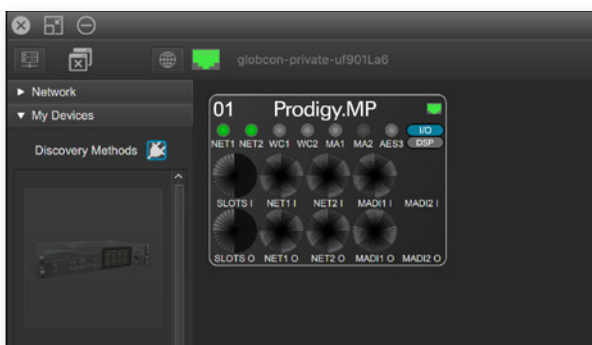 globcon-private-uf901La6
Network
My Devices
Discovery Methods
01 Prodigy.MP
I/O
NET1 NET2 WC1 WC2 MA1 MA2 AES3 DSP
SLOTS I NET1 I NET2 I MADI1 I MADI2 I
SLOTS O NET1 O NET2 O MADI1 O MADI2 O